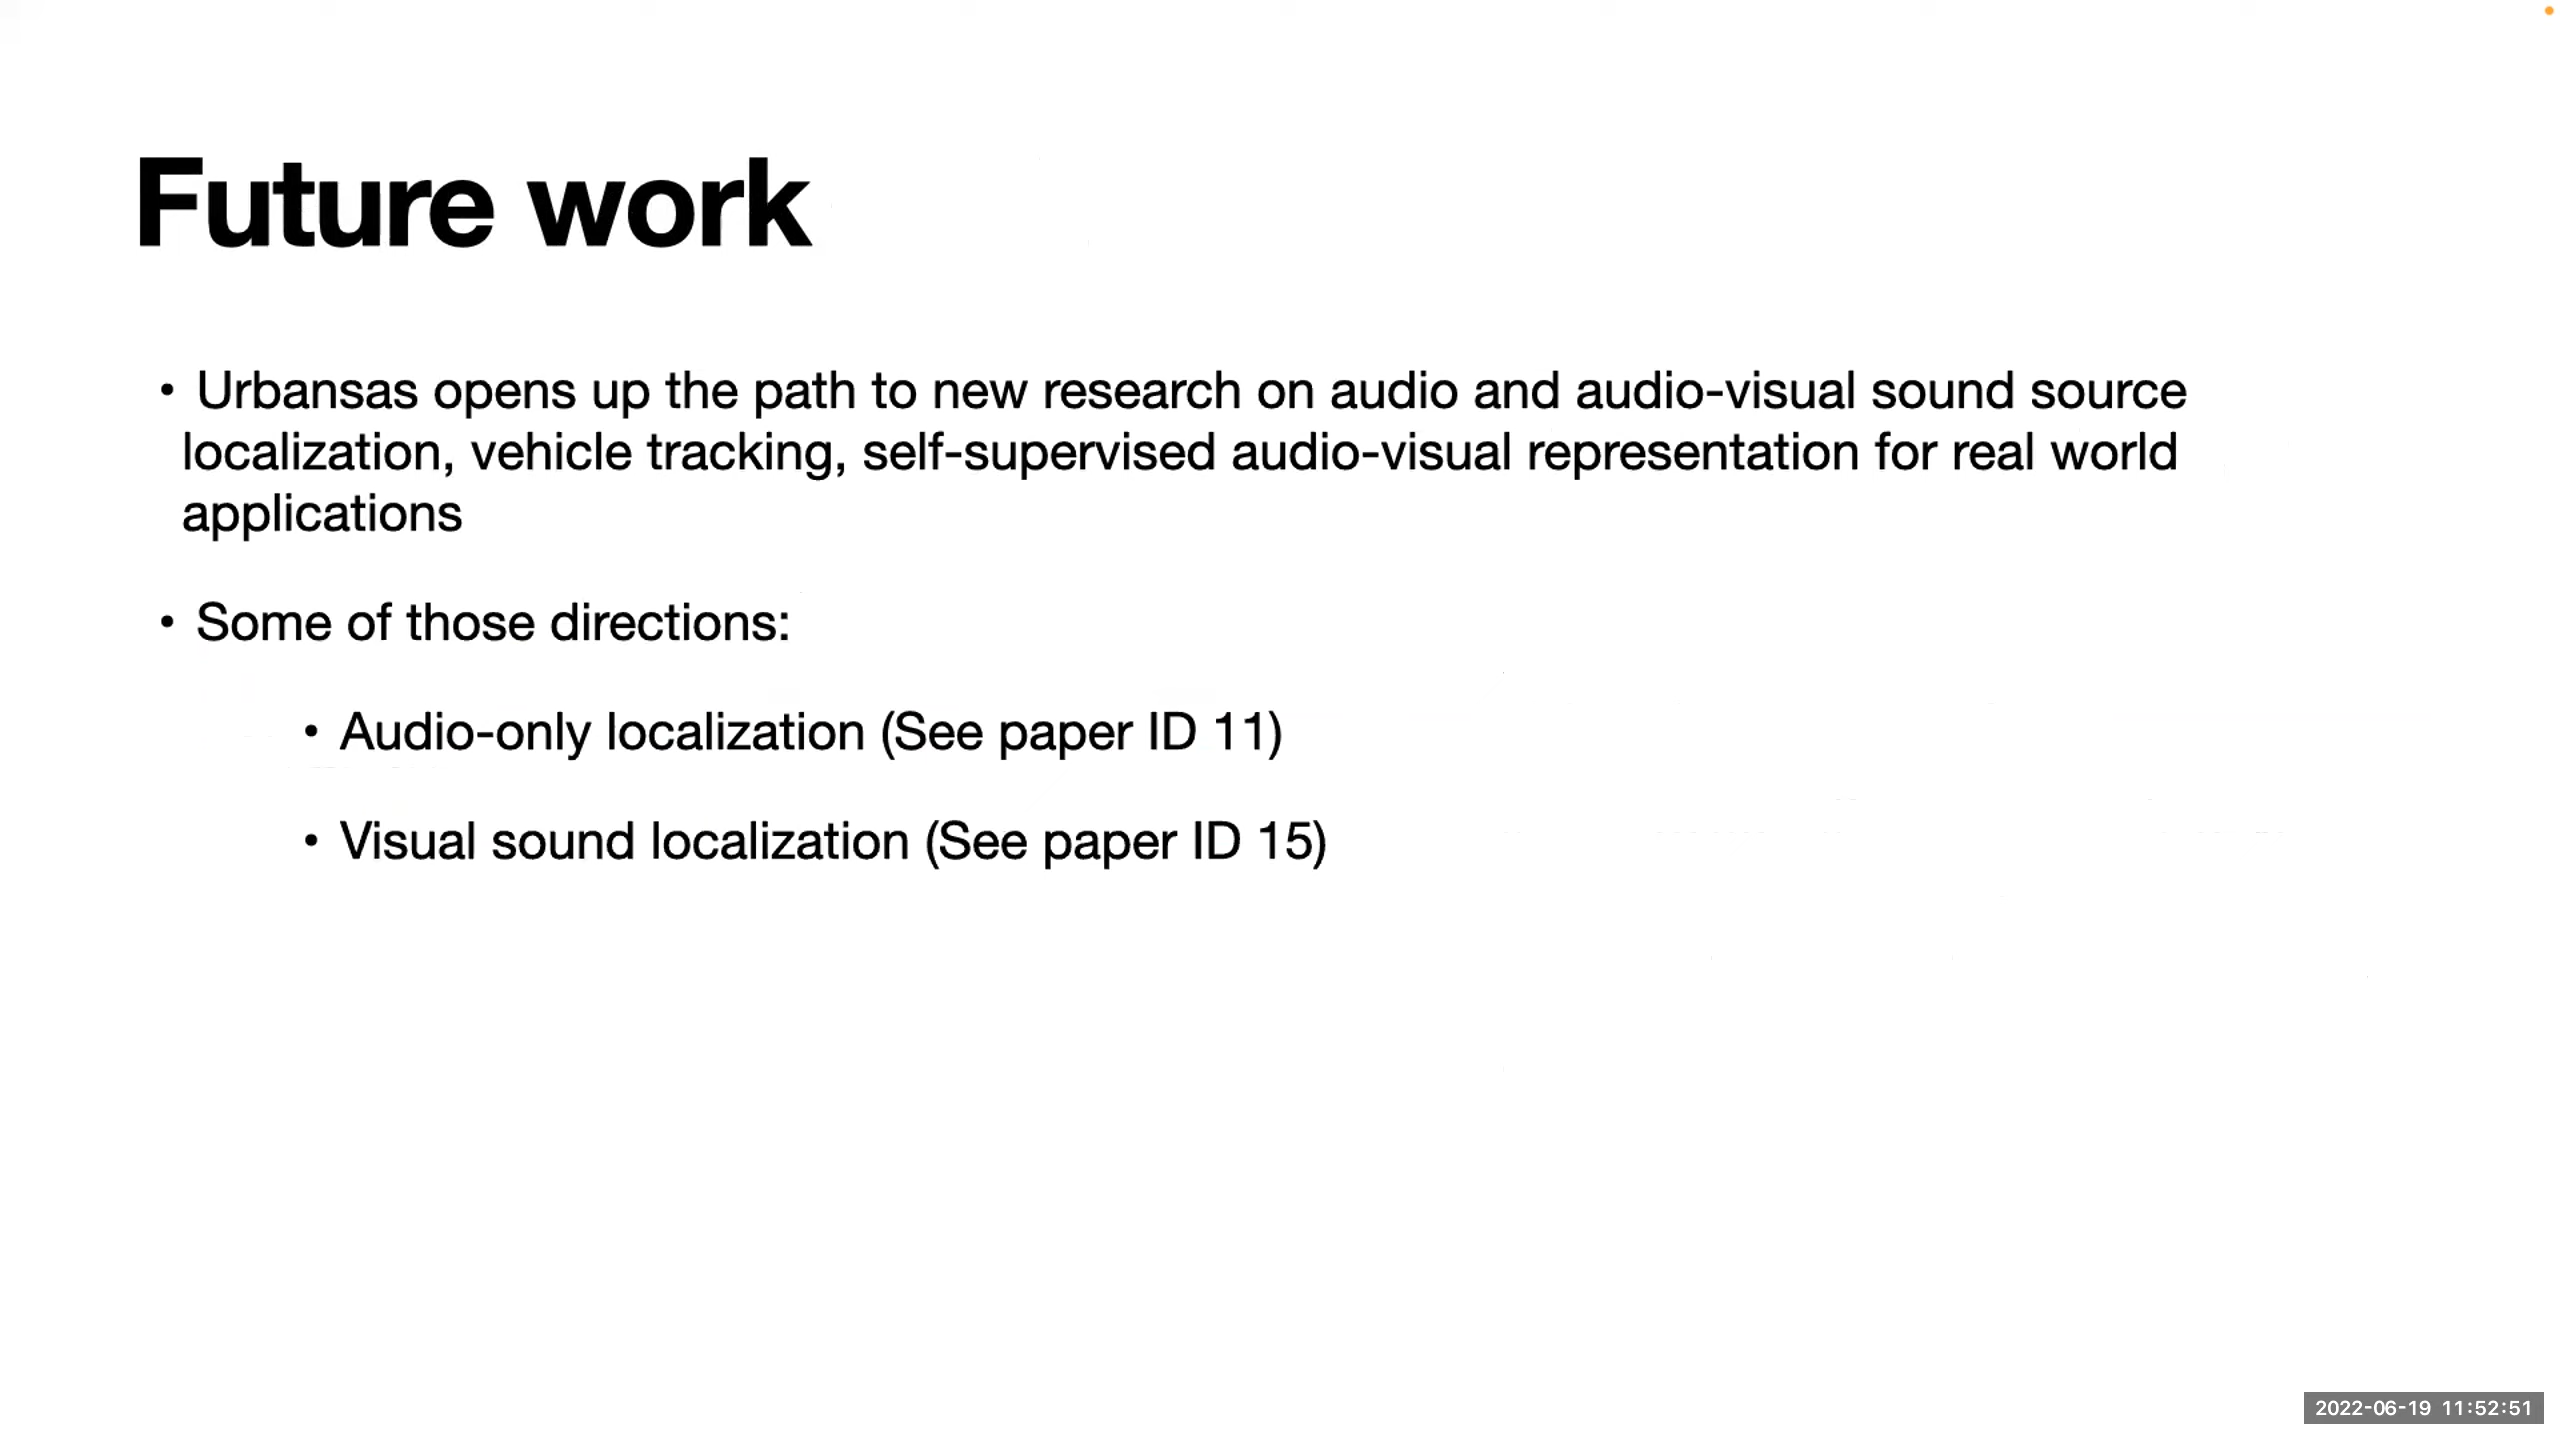 Future work
• Urbansas opens up the path to new research on audio and audio-visual sound source
localization, vehicle tracking, self-supervised audio-visual representation for real world
applications
• Some of those directions:
• Audio-only localization (See paper ID 11)
• Visual sound localization (See paper ID 15)
2022-06-19 11:52:51